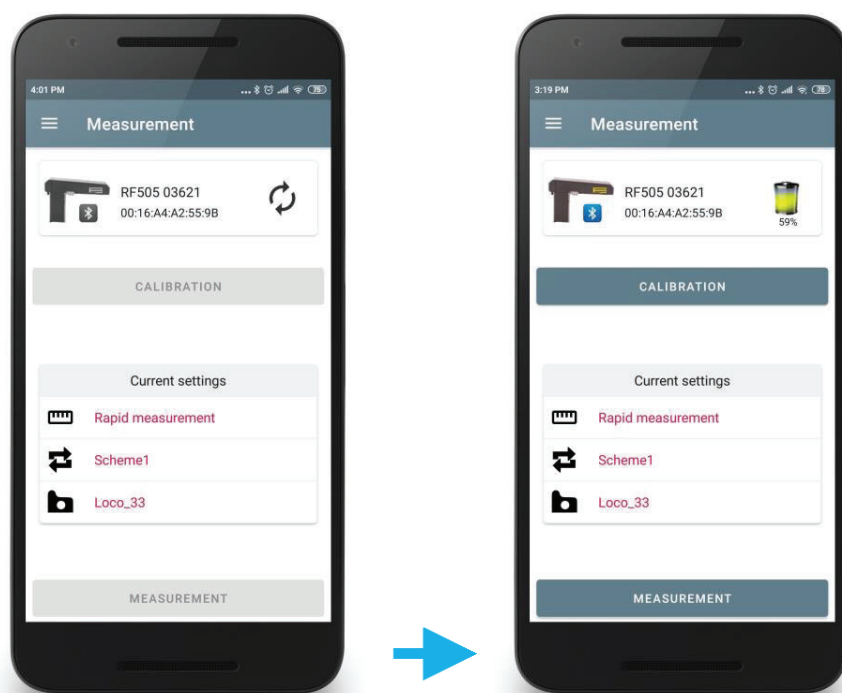 4:01 PM
75
Measurement
RF505 03621
00:16:A4:A2:55:9B
CALIBRATION
Current settings
Rapid measurement
Scheme1
Loco_33
MEASUREMENT
3:19 PM
78
Measurement
RF505 03621
00:16:A4:A2:55:9B
59%
CALIBRATION
Current settings
Rapid measurement
Scheme1
Loco_33
MEASUREMENT